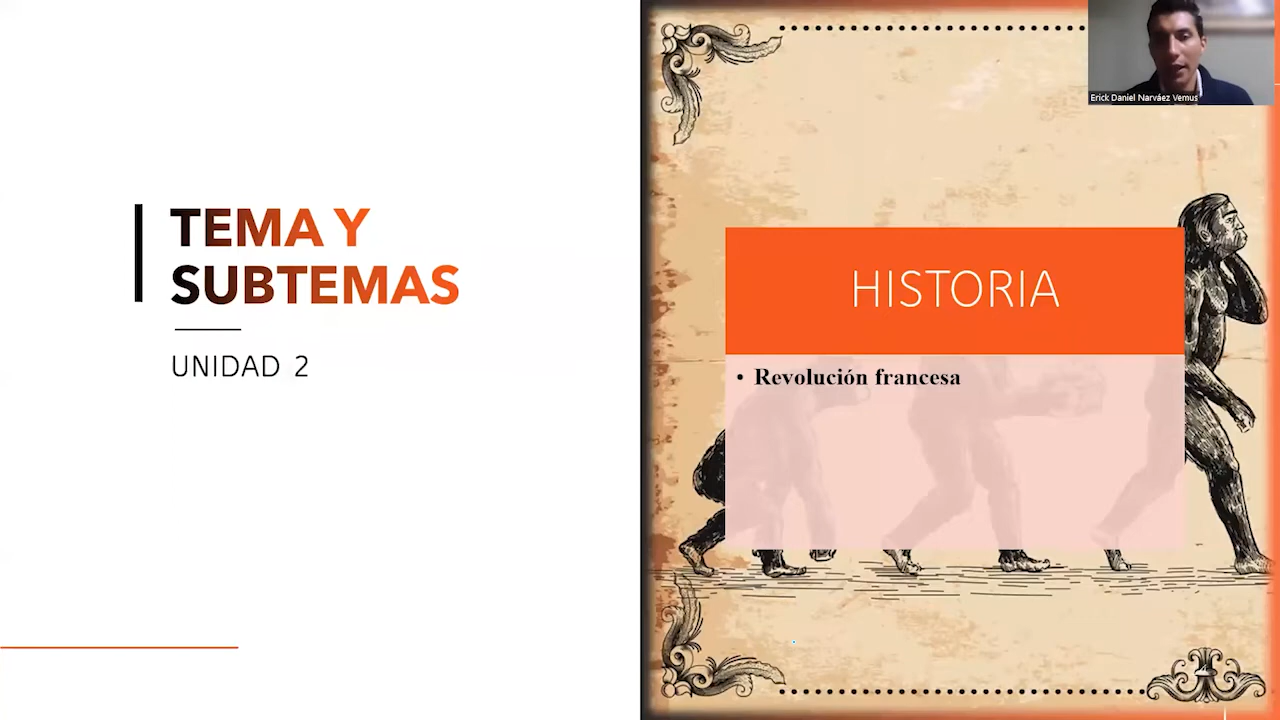 TEMA Y
SUBTEMAS
UNIDAD 2
Erick Daniel Narváez Vemus
HISTORIA
• Revolución francesa